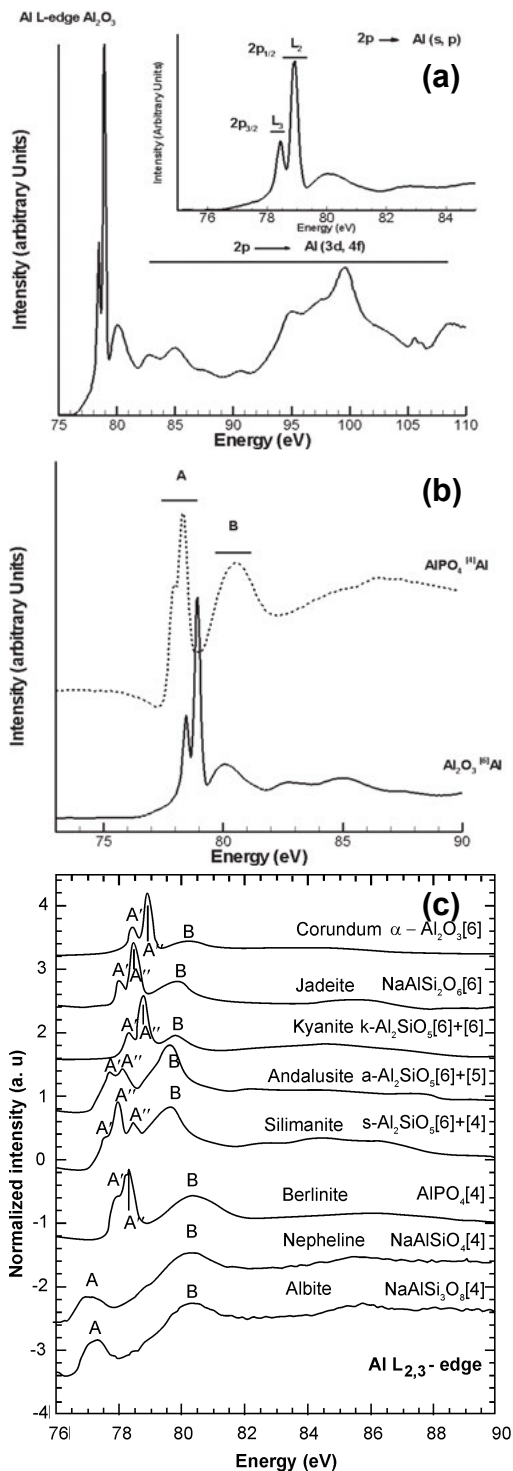 Al L-edge Al₂O₃
(a)
2p → Al (s, p)
2p₁/₂ L₂
2p₃/₂ L₃
Intensity (Arbitrary Units)
76 78 80 82 84
Energy (eV)
2p → Al (3d, 4f)
Intensity (arbitrary Units)
75 80 85 90 95 100 105 110
Energy (eV)
(b)
A
B
AlPO₄ [4]Al
Al₂O₃ [6]Al
Intensity (arbitrary Units)
75 80 85 90
Energy (eV)
(c)
A' A'' B
Corundum α – Al₂O₃[6]
A' A'' B
Jadeite NaAlSi₂O₆[6]
A' A'' B
Kyanite k-Al₂SiO₅[6]+[6]
A' A'' B
Andalusite a-Al₂SiO₅[6]+[5]
A' A'' B
Silimanite s-Al₂SiO₅[6]+[4]
A' A'' B
Berlinite AlPO₄[4]
A B
Nepheline NaAlSiO₄[4]
A B
Albite NaAlSi₃O₈[4]
Al L₂,₃- edge
Normalized intensity (a. u)
4
3
2
1
0
-1
-2
-3
-4
76 78 80 82 84 86 88 90
Energy (eV)